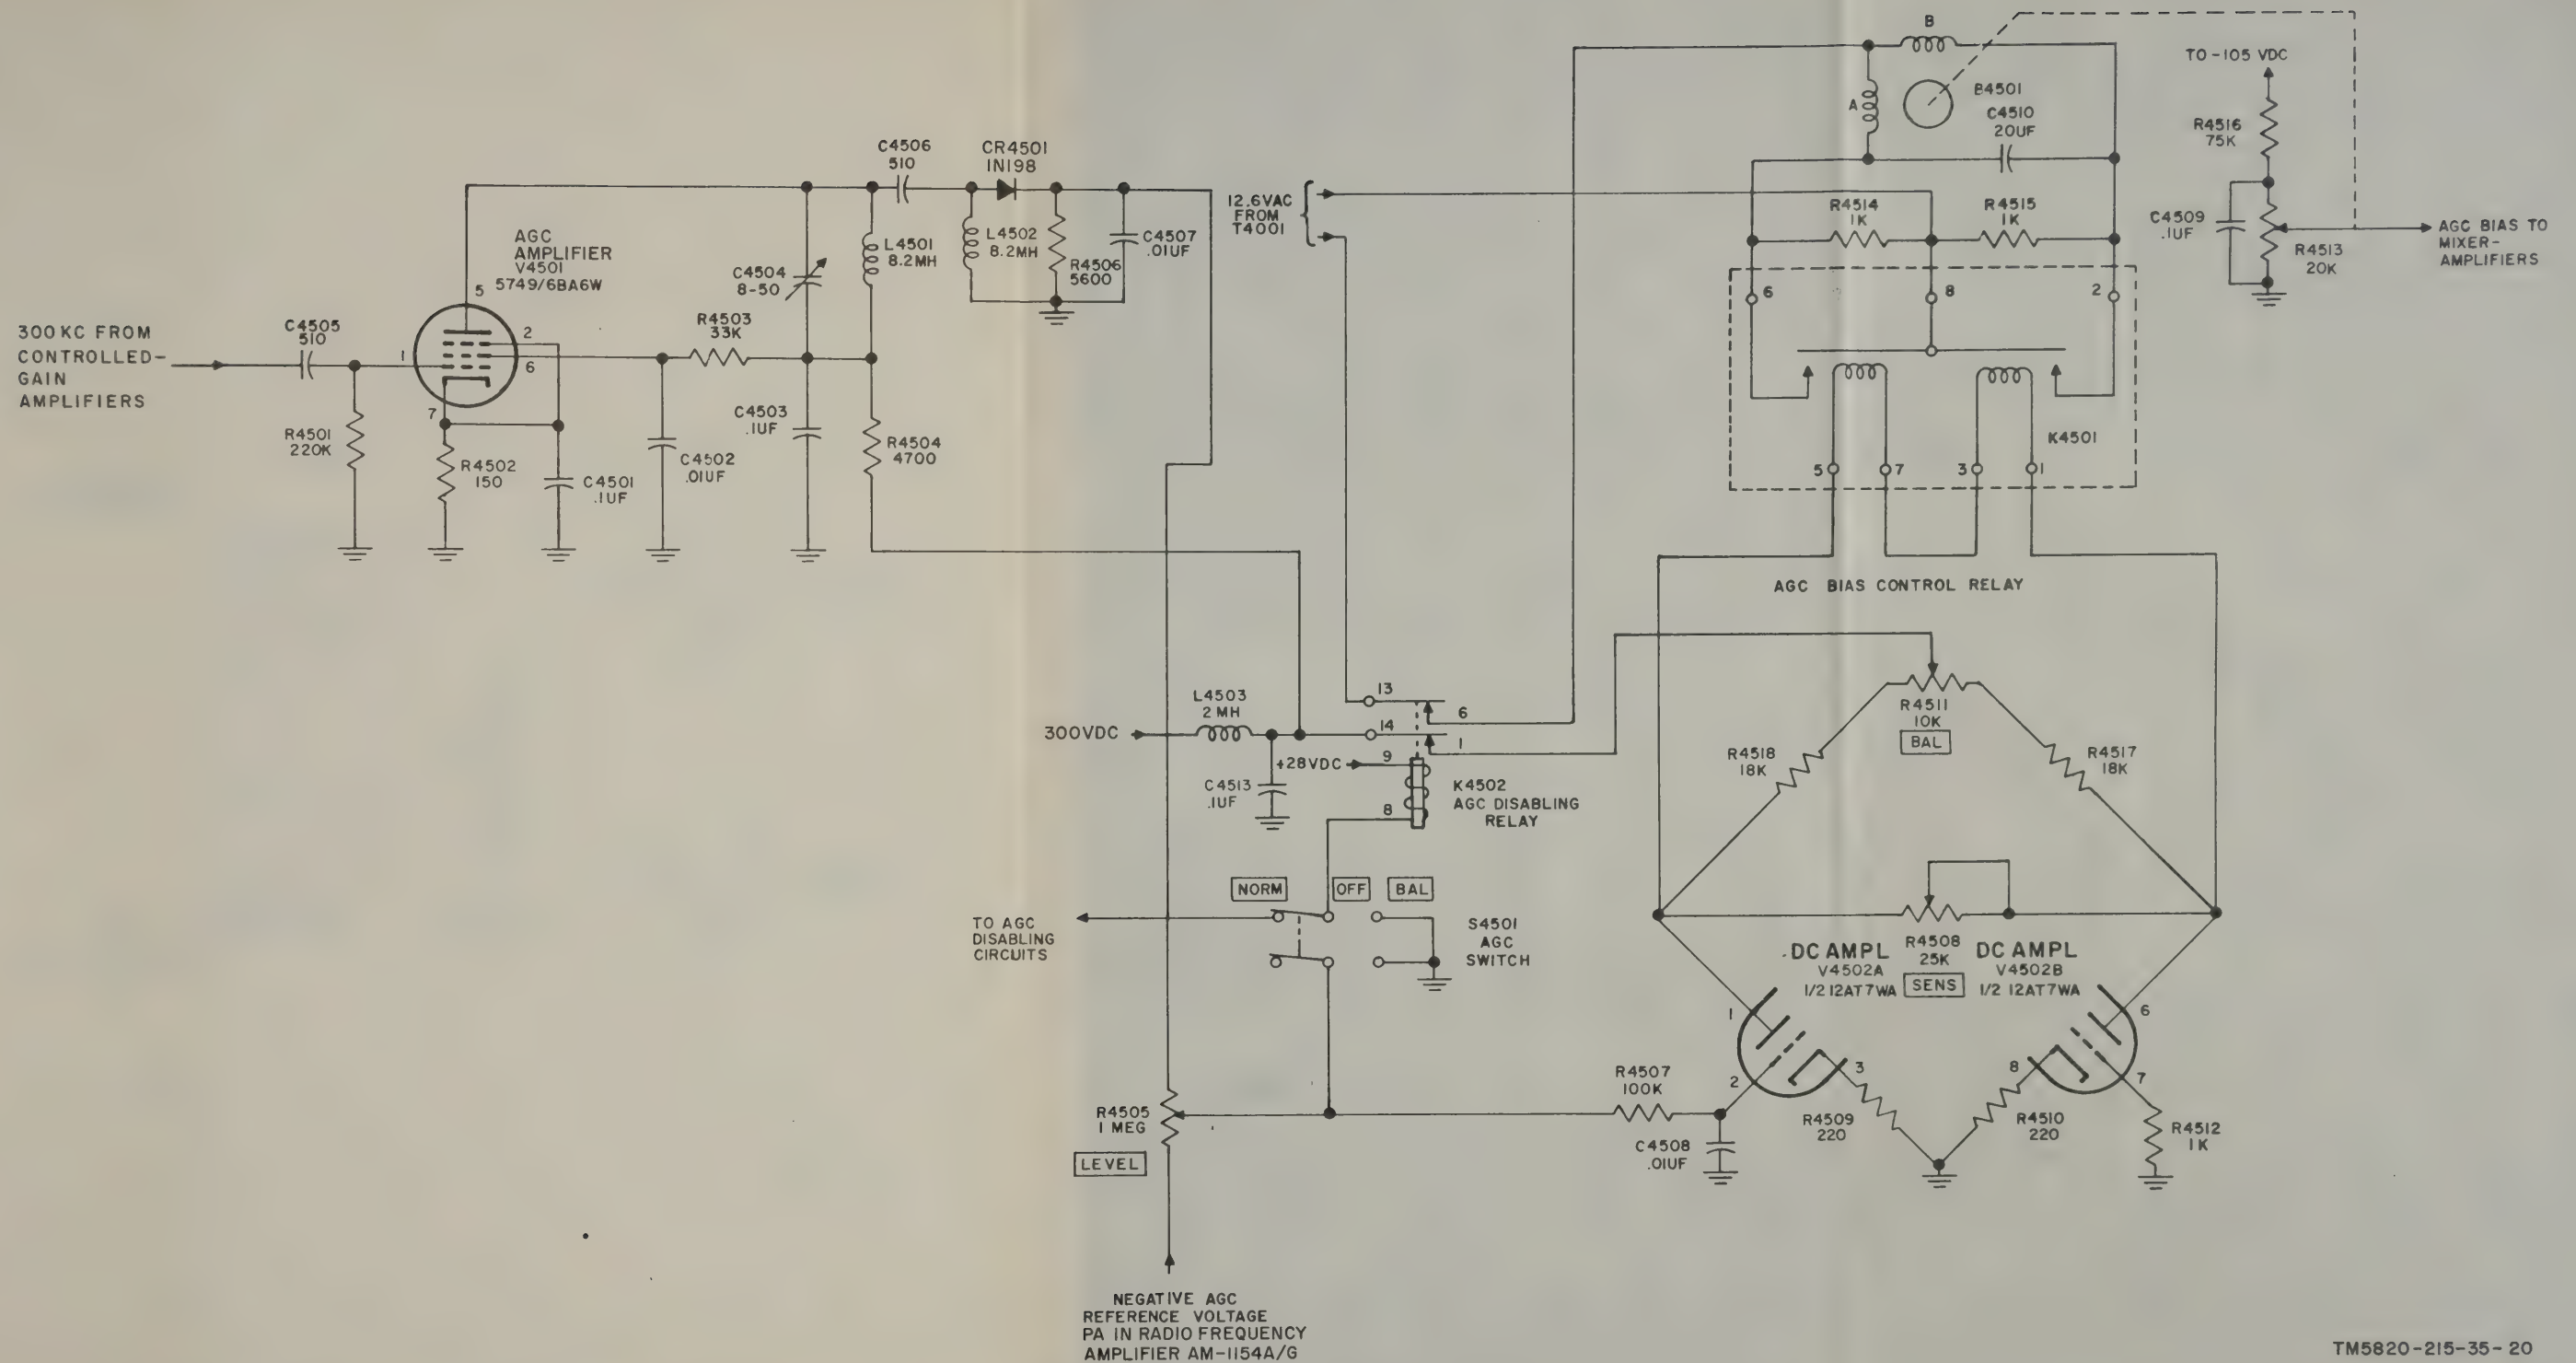 300 KC FROM
CONTROLLED-
GAIN
AMPLIFIERS
C4505
510
R4501
220K
AGC
AMPLIFIER
V4501
5749/6BA6W
5
1
2
6
7
R4502
150
C4501
.1UF
R4503
33K
C4502
.01UF
C4504
8-50
C4503
.1UF
L4501
8.2MH
R4504
4700
C4506
510
CR4501
1N198
L4502
8.2MH
R4506
5600
C4507
.01UF
12.6VAC
FROM
T4001
B
A
B4501
C4510
20UF
R4514
1K
R4515
1K
6
8
2
5
7
3
1
K4501
AGC BIAS CONTROL RELAY
TO -105 VDC
R4516
75K
C4509
.1UF
R4513
20K
AGC BIAS TO
MIXER-
AMPLIFIERS
L4503
2 MH
300VDC
C4513
.1UF
13
6
14
1
+28VDC
9
8
K4502
AGC DISABLING
RELAY
NORM
OFF
BAL
TO AGC
DISABLING
CIRCUITS
S4501
AGC
SWITCH
R4511
10K
BAL
R4518
18K
R4517
18K
DC AMPL
V4502A
1/2 12AT7WA
R4508
25K
SENS
DC AMPL
V4502B
1/2 12AT7WA
1
2
3
6
8
7
R4505
1 MEG
LEVEL
R4507
100K
C4508
.01UF
R4509
220
R4510
220
R4512
1K
NEGATIVE AGC
REFERENCE VOLTAGE
PA IN RADIO FREQUENCY
AMPLIFIER AM-1154A/G
TM5820-215-35-20